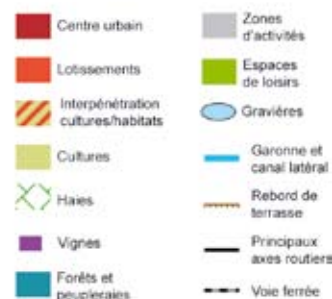 Centre urbain
Lotissements
Interpénétration
cultures/habitats
Cultures
Haies
Vignes
Forêts et
peupleraies
Zones
d'activités
Espaces
de loisirs
Gravières
Garonne et
canal latéral
Rebord de
terrasse
Principaux
axes routiers
Voie ferrée